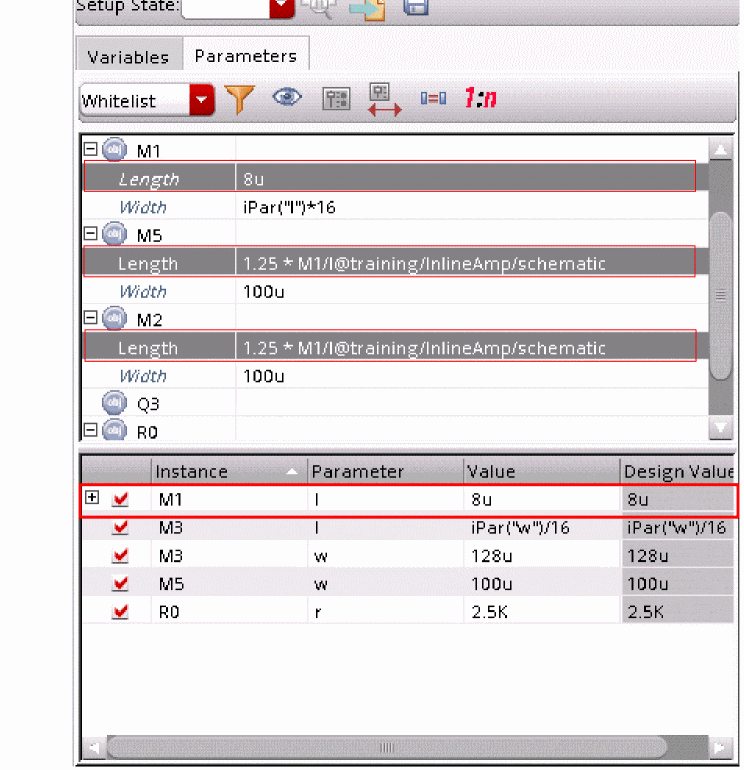 Setup State:
Variables Parameters
Whitelist 1:n
M1
Length 8u
Width iPar("l")*16
M5
Length 1.25 * M1/l@training/InlineAmp/schematic
Width 100u
M2
Length 1.25 * M1/l@training/InlineAmp/schematic
Width 100u
Q3
R0
Instance Parameter Value Design Value
M1 l 8u 8u
M3 l iPar("w")/16 iPar("w")/16
M3 w 128u 128u
M5 w 100u 100u
R0 r 2.5K 2.5K